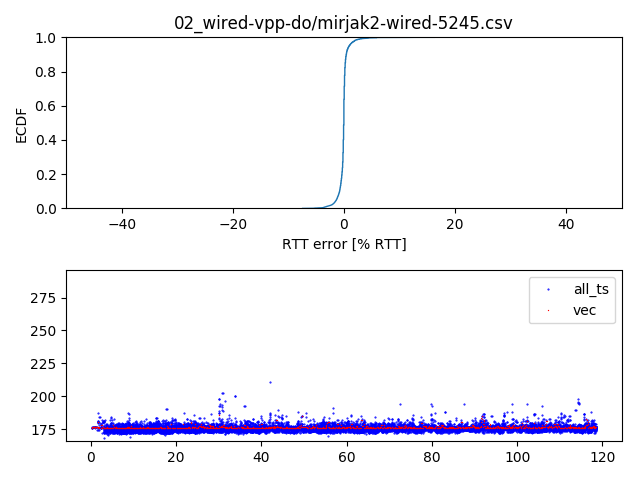 02_wired-vpp-do/mirjak2-wired-5245.csv
1.0
0.8
0.6
0.4
0.2
0.0
ECDF
−40 −20 0 20 40
RTT error [% RTT]
275
250
225
200
175
all_ts
vec
0 20 40 60 80 100 120